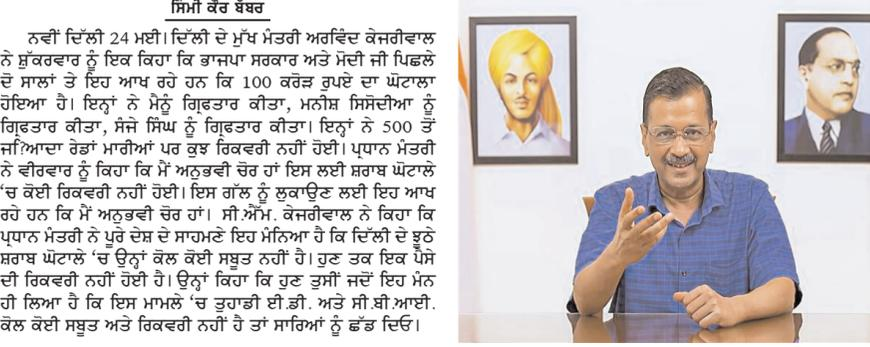 ਸਿਮੀ ਕੌਰ ਬੱਬਰ
ਨਵੀਂ ਦਿੱਲੀ 24 ਮਈ। ਦਿੱਲੀ ਦੇ ਮੁੱਖ ਮੰਤਰੀ ਅਰਵਿੰਦ ਕੇਜਰੀਵਾਲ
ਨੇ ਸ਼ੁੱਕਰਵਾਰ ਨੂੰ ਇਕ ਕਿਹਾ ਕਿ ਭਾਜਪਾ ਸਰਕਾਰ ਅਤੇ ਮੋਦੀ ਜੀ ਪਿਛਲੇ
ਦੋ ਸਾਲਾਂ ਤੇ ਇਹ ਆਖ ਰਹੇ ਹਨ ਕਿ 100 ਕਰੋੜ ਰੁਪਏ ਦਾ ਘੋਟਾਲਾ
ਹੋਇਆ ਹੈ। ਇਨ੍ਹਾਂ ਨੇ ਮੈਨੂੰ ਗ੍ਰਿਫਤਾਰ ਕੀਤਾ, ਮਨੀਸ਼ ਸਿਸੋਦੀਆ ਨੂੰ
ਗ੍ਰਿਫਤਾਰ ਕੀਤਾ, ਸੰਜੇ ਸਿੰਘ ਨੂੰ ਗ੍ਰਿਫਤਾਰ ਕੀਤਾ। ਇਨ੍ਹਾਂ ਨੇ 500 ਤੋਂ
ਜ਼ਿਆਦਾ ਰੇਡਾਂ ਮਾਰੀਆਂ ਪਰ ਕੁਝ ਰਿਕਵਰੀ ਨਹੀਂ ਹੋਈ। ਪ੍ਰਧਾਨ ਮੰਤਰੀ
ਨੇ ਵੀਰਵਾਰ ਨੂੰ ਕਿਹਾ ਕਿ ਮੈਂ ਅਨੁਭਵੀ ਚੋਰ ਹਾਂ ਇਸ ਲਈ ਸ਼ਰਾਬ ਘੋਟਾਲੇ
'ਚ ਕੋਈ ਰਿਕਵਰੀ ਨਹੀਂ ਹੋਈ। ਇਸ ਗੱਲ ਨੂੰ ਲੁਕਾਉਣ ਲਈ ਇਹ ਆਖ
ਰਹੇ ਹਨ ਕਿ ਮੈਂ ਅਨੁਭਵੀ ਚੋਰ ਹਾਂ। ਸੀ.ਐੱਮ. ਕੇਜਰੀਵਾਲ ਨੇ ਕਿਹਾ ਕਿ
ਪ੍ਰਧਾਨ ਮੰਤਰੀ ਨੇ ਪੂਰੇ ਦੇਸ਼ ਦੇ ਸਾਹਮਣੇ ਇਹ ਮੰਨਿਆ ਹੈ ਕਿ ਦਿੱਲੀ ਦੇ ਝੂਠੇ
ਸ਼ਰਾਬ ਘੋਟਾਲੇ 'ਚ ਉਨ੍ਹਾਂ ਕੋਲ ਕੋਈ ਸਬੂਤ ਨਹੀਂ ਹੈ। ਹੁਣ ਤਕ ਇਕ ਪੈਸੇ
ਦੀ ਰਿਕਵਰੀ ਨਹੀਂ ਹੋਈ ਹੈ। ਉਨ੍ਹਾਂ ਕਿਹਾ ਕਿ ਹੁਣ ਤੁਸੀਂ ਜਦੋਂ ਇਹ ਮੰਨ
ਹੀ ਲਿਆ ਹੈ ਕਿ ਇਸ ਮਾਮਲੇ 'ਚ ਤੁਹਾਡੀ ਈ.ਡੀ. ਅਤੇ ਸੀ.ਬੀ.ਆਈ.
ਕੋਲ ਕੋਈ ਸਬੂਤ ਅਤੇ ਰਿਕਵਰੀ ਨਹੀਂ ਹੈ ਤਾਂ ਸਾਰਿਆਂ ਨੂੰ ਛੱਡ ਦਿਓ।